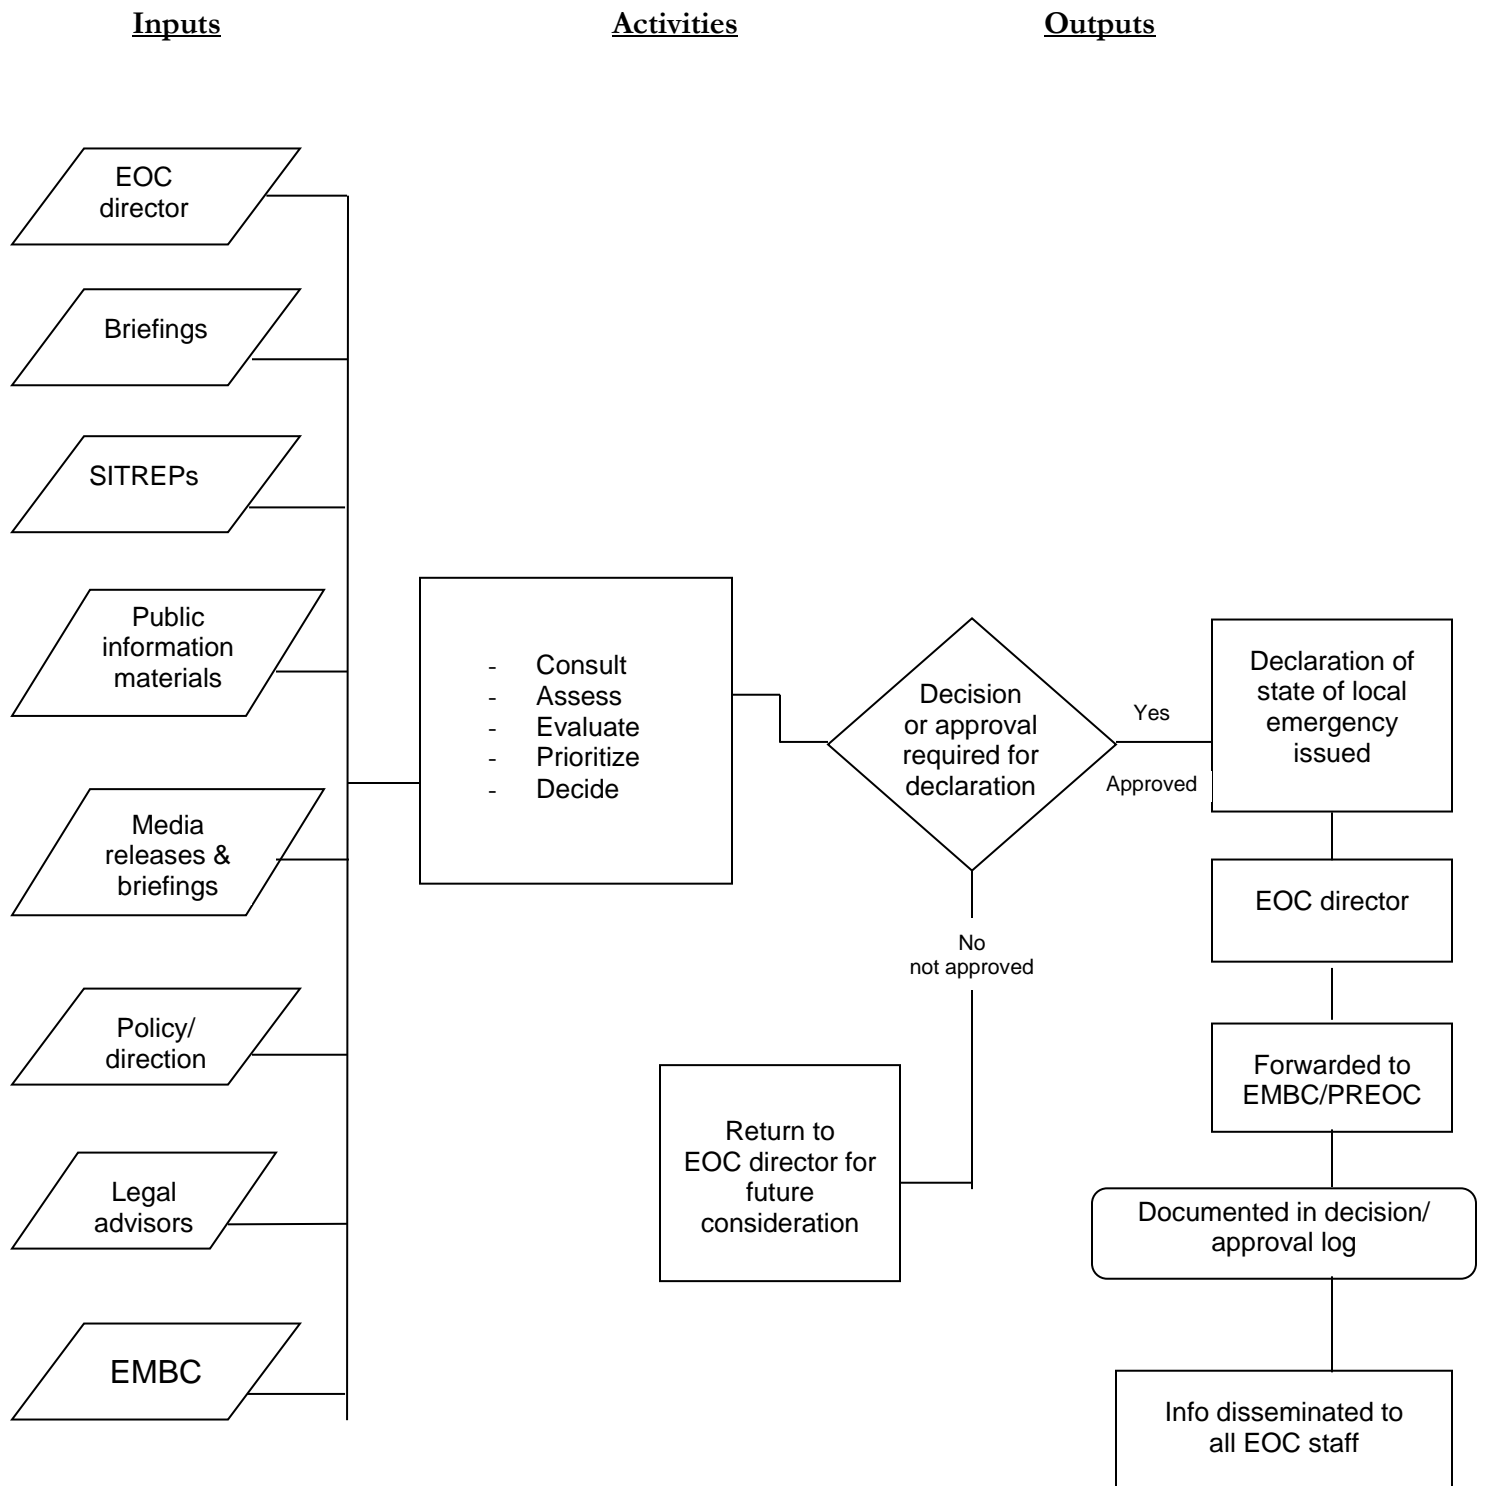 Inputs
Activities
Outputs
EOC
director
Briefings
SITREPs
Public
information
materials
Media
releases &
briefings
Policy/
direction
Legal
advisors
EMBC
- Consult
- Assess
- Evaluate
- Prioritize
- Decide
Decision
or approval
required for
declaration
Yes
Approved
No
not approved
Return to
EOC director for
future
consideration
Declaration of
state of local
emergency
issued
EOC director
Forwarded to
EMBC/PREOC
Documented in decision/
approval log
Info disseminated to
all EOC staff